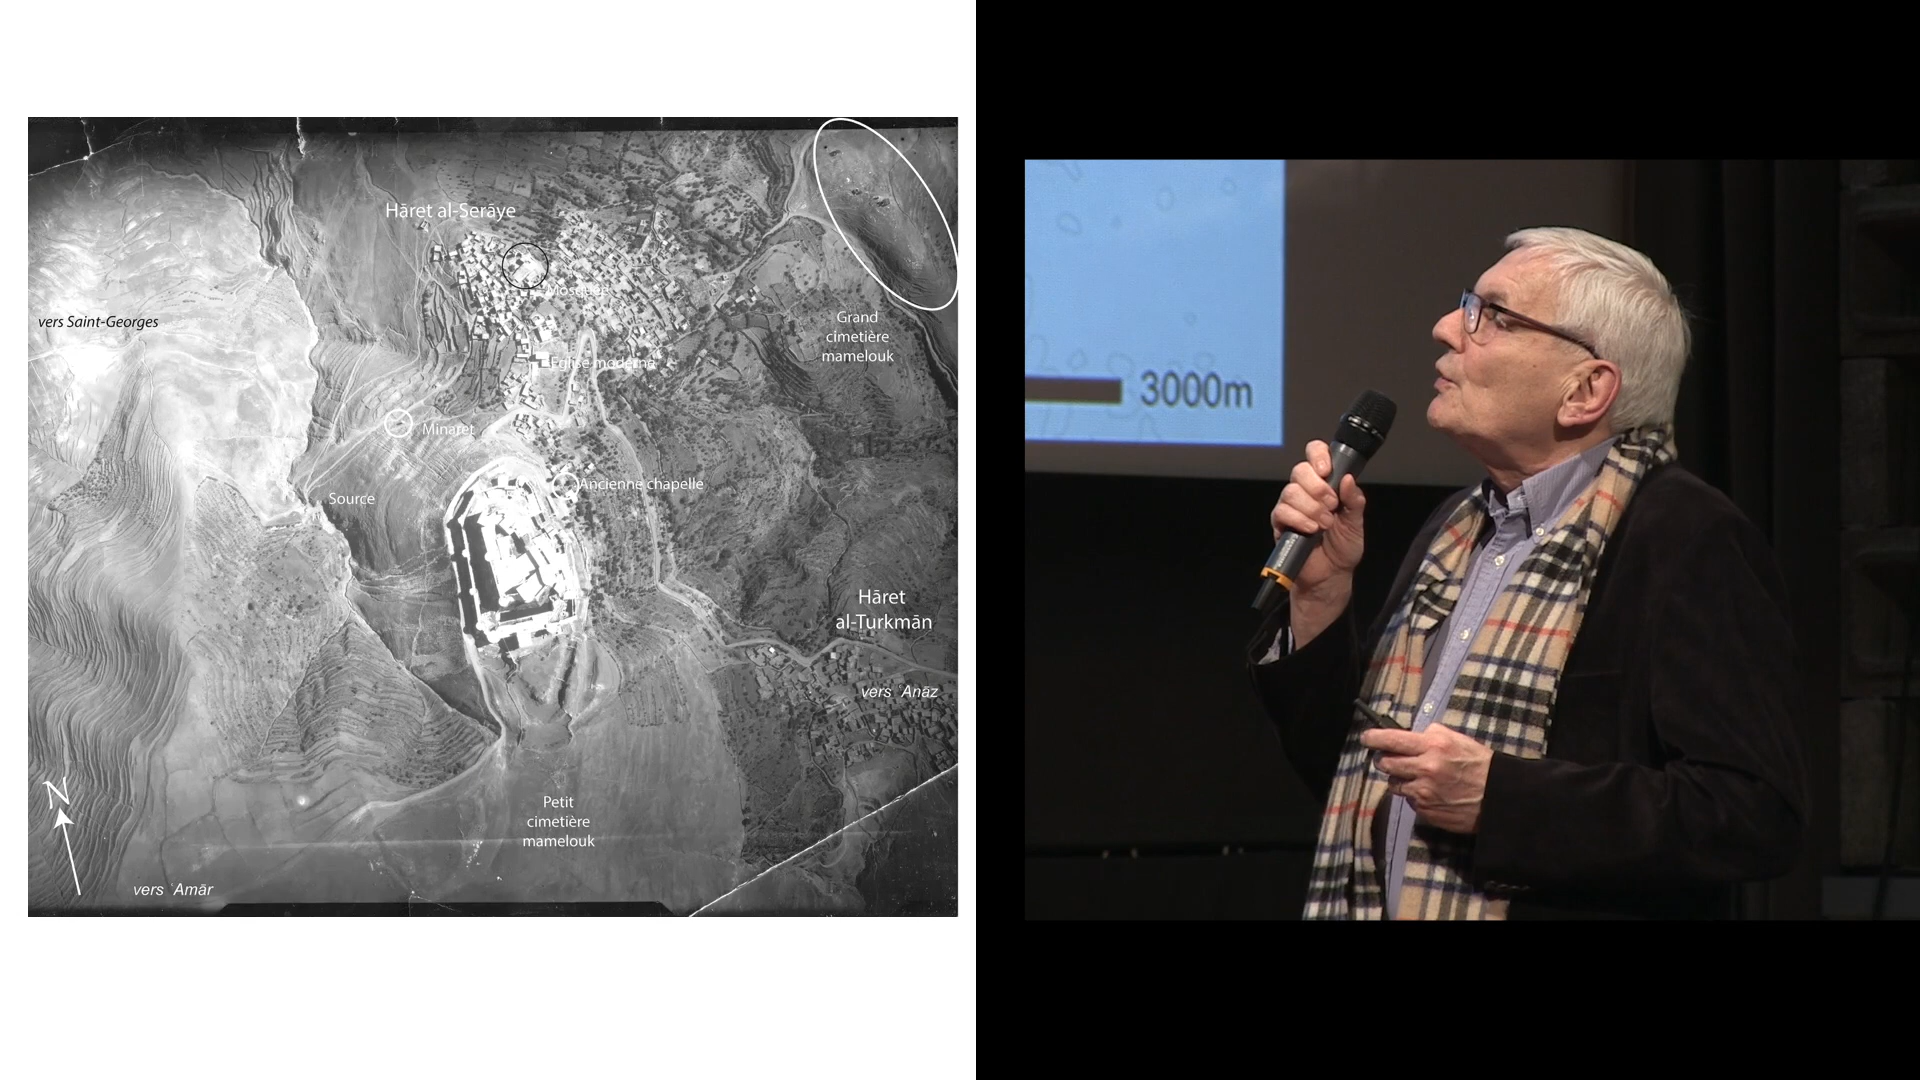 Hāret al-Serāye
Mosquée
vers Saint-Georges
Grand
cimetière
mamelouk
Eglise moderne
Minaret
Source
Ancienne chapelle
Hāret
al-Turkmān
vers ʿAnāz
N
Petit
cimetière
mamelouk
vers ʿAmār
3000m